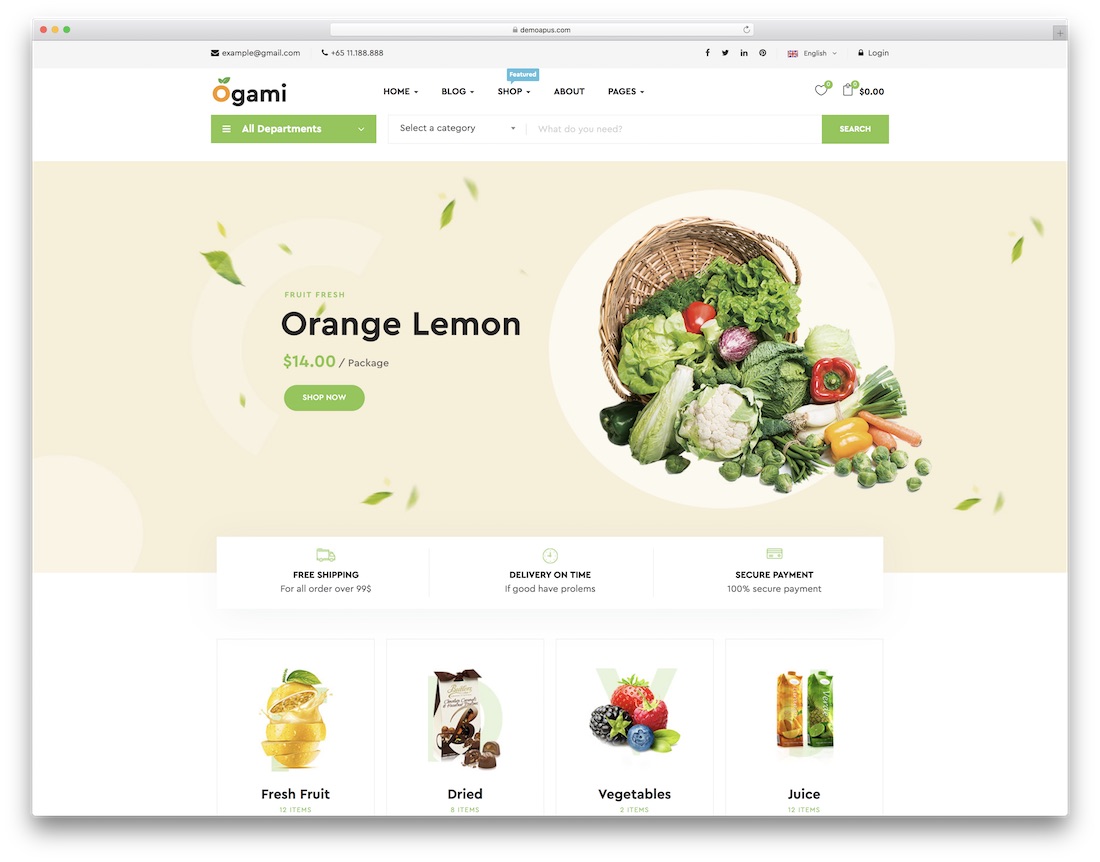 demoapus.com
example@gmail.com
+65 11.188.888
English
Login
Ogami
HOME
BLOG
Featured
SHOP
ABOUT
PAGES
0
0
$0.00
All Departments
Select a category
What do you need?
SEARCH
FRUIT FRESH
Orange Lemon
$14.00 / Package
SHOP NOW
FREE SHIPPING
For all order over 99$
DELIVERY ON TIME
If good have prolems
SECURE PAYMENT
100% secure payment
Fresh Fruit
12 ITEMS
Dried
8 ITEMS
Vegetables
2 ITEMS
Juice
12 ITEMS